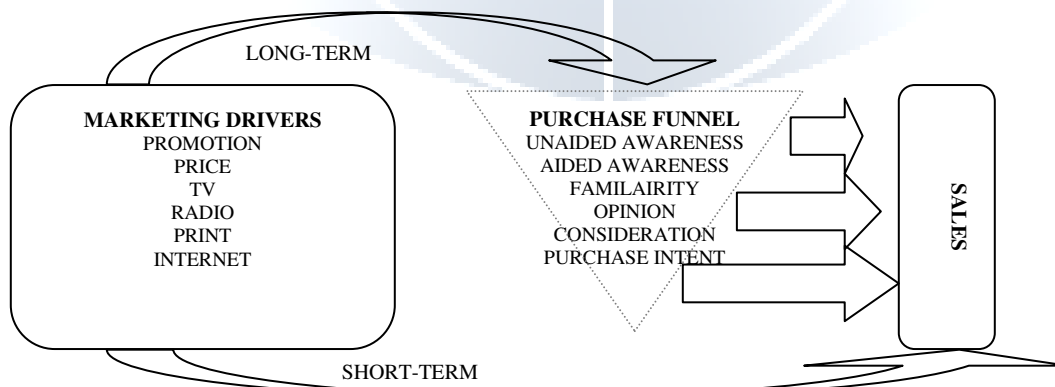 LONG-TERM
MARKETING DRIVERS
PROMOTION
PRICE
TV
RADIO
PRINT
INTERNET
PURCHASE FUNNEL
UNAIDED AWARENESS
AIDED AWARENESS
FAMILAIRITY
OPINION
CONSIDERATION
PURCHASE INTENT
SALES
SHORT-TERM